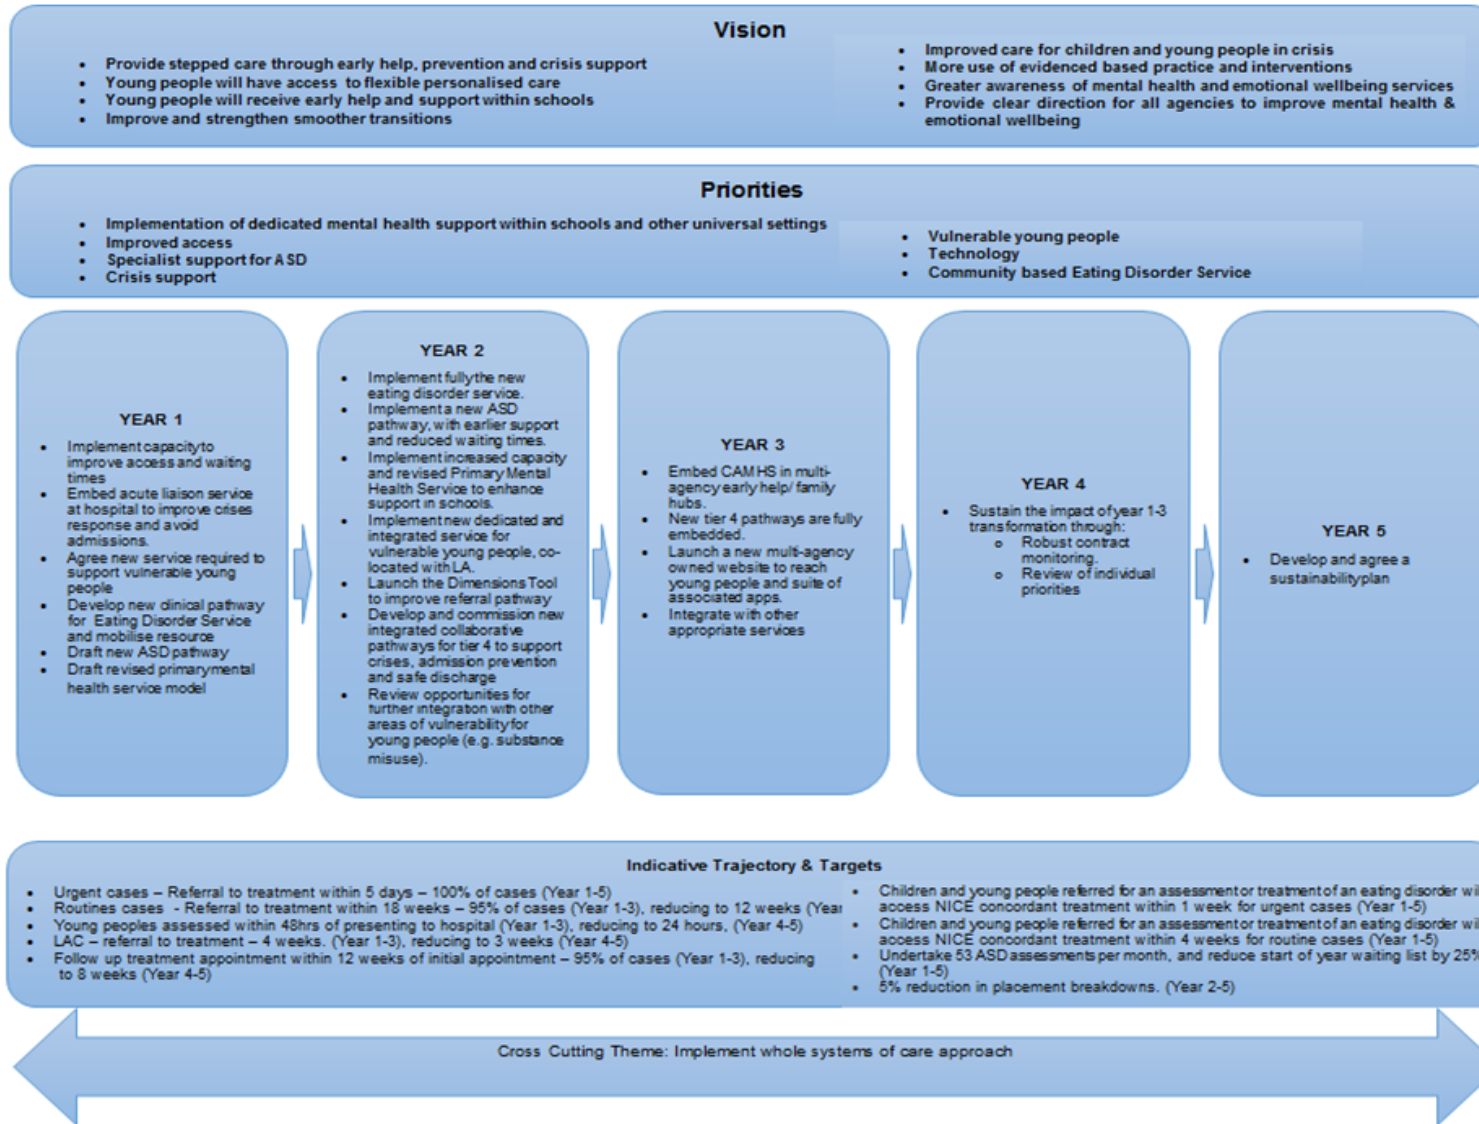 Vision
• Provide stepped care through early help, prevention and crisis support
• Young people will have access to flexible personalised care
• Young people will receive early help and support within schools
• Improve and strengthen smoother transitions
• Improved care for children and young people in crisis
• More use of evidenced based practice and interventions
• Greater awareness of mental health and emotional wellbeing services
• Provide clear direction for all agencies to improve mental health &
emotional wellbeing
Priorities
• Implementation of dedicated mental health support within schools and other universal settings
• Improved access
• Specialist support for ASD
• Crisis support
• Vulnerable young people
• Technology
• Community based Eating Disorder Service
YEAR 1
• Implement capacity to
improve access and waiting
times
• Embed acute liaison service
at hospital to improve crises
response and avoid
admissions.
• Agree new service required to
support vulnerable young
people
• Develop new clinical pathway
for Eating Disorder Service
and mobilise resource
• Draft new ASD pathway
• Draft revised primary mental
health service model
YEAR 2
• Implement fully the new
eating disorder service.
• Implement a new ASD
pathway, with earlier support
and reduced waiting times.
• Implement increased capacity
and revised Primary Mental
Health Service to enhance
support in schools.
• Implement new dedicated and
integrated service for
vulnerable young people, co-
located with LA.
• Launch the Dimensions Tool
to improve referral pathway
• Develop and commission new
integrated collaborative
pathways for tier 4 to support
crises, admission prevention
and safe discharge
• Review opportunities for
further integration with other
areas of vulnerability for
young people (e.g. substance
misuse).
YEAR 3
• Embed CAMHS in multi-
agency early help/ family
hubs.
• New tier 4 pathways are fully
embedded.
• Launch a new multi-agency
owned website to reach
young people and suite of
associated apps.
• Integrate with other
appropriate services
YEAR 4
• Sustain the impact of year 1-3
transformation through:
o Robust contract
monitoring.
o Review of individual
priorities
YEAR 5
• Develop and agree a
sustainability plan
Indicative Trajectory & Targets
• Urgent cases – Referral to treatment within 5 days – 100% of cases (Year 1-5)
• Routines cases - Referral to treatment within 18 weeks – 95% of cases (Year 1-3), reducing to 12 weeks (Year
• Young peoples assessed within 48hrs of presenting to hospital (Year 1-3), reducing to 24 hours, (Year 4-5)
• LAC – referral to treatment – 4 weeks. (Year 1-3), reducing to 3 weeks (Year 4-5)
• Follow up treatment appointment within 12 weeks of initial appointment – 95% of cases (Year 1-3), reducing
to 8 weeks (Year 4-5)
• Children and young people referred for an assessment or treatment of an eating disorder wil
access NICE concordant treatment within 1 week for urgent cases (Year 1-5)
• Children and young people referred for an assessment or treatment of an eating disorder wil
access NICE concordant treatment within 4 weeks for routine cases (Year 1-5)
• Undertake 53 ASD assessments per month, and reduce start of year waiting list by 25%
(Year 1-5)
• 5% reduction in placement breakdowns. (Year 2-5)
Cross Cutting Theme: Implement whole systems of care approach